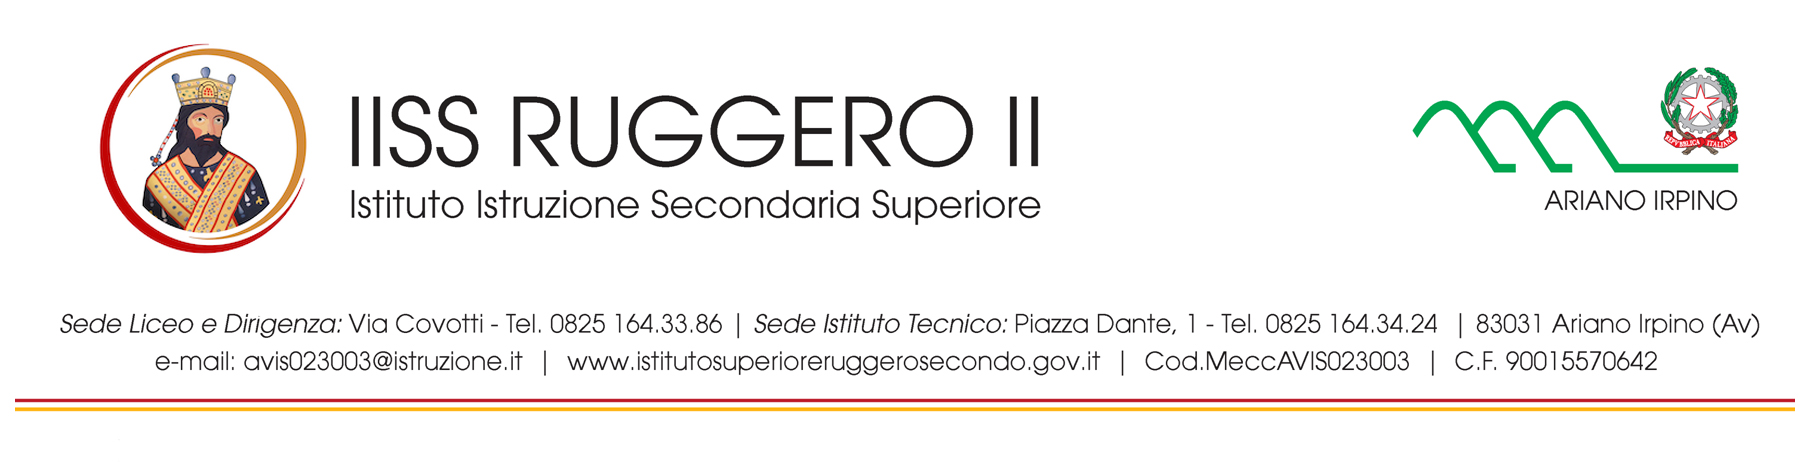 IISS RUGGERO II
Istituto Istruzione Secondaria Superiore
REPVBBLICA ITALIANA
ARIANO IRPINO
Sede Liceo e Dirigenza: Via Covotti - Tel. 0825 164.33.86 | Sede Istituto Tecnico: Piazza Dante, 1 - Tel. 0825 164.34.24 | 83031 Ariano Irpino (Av)
e-mail: avis023003@istruzione.it | www.istitutosuperioreruggerosecondo.gov.it | Cod.MeccAVIS023003 | C.F. 90015570642